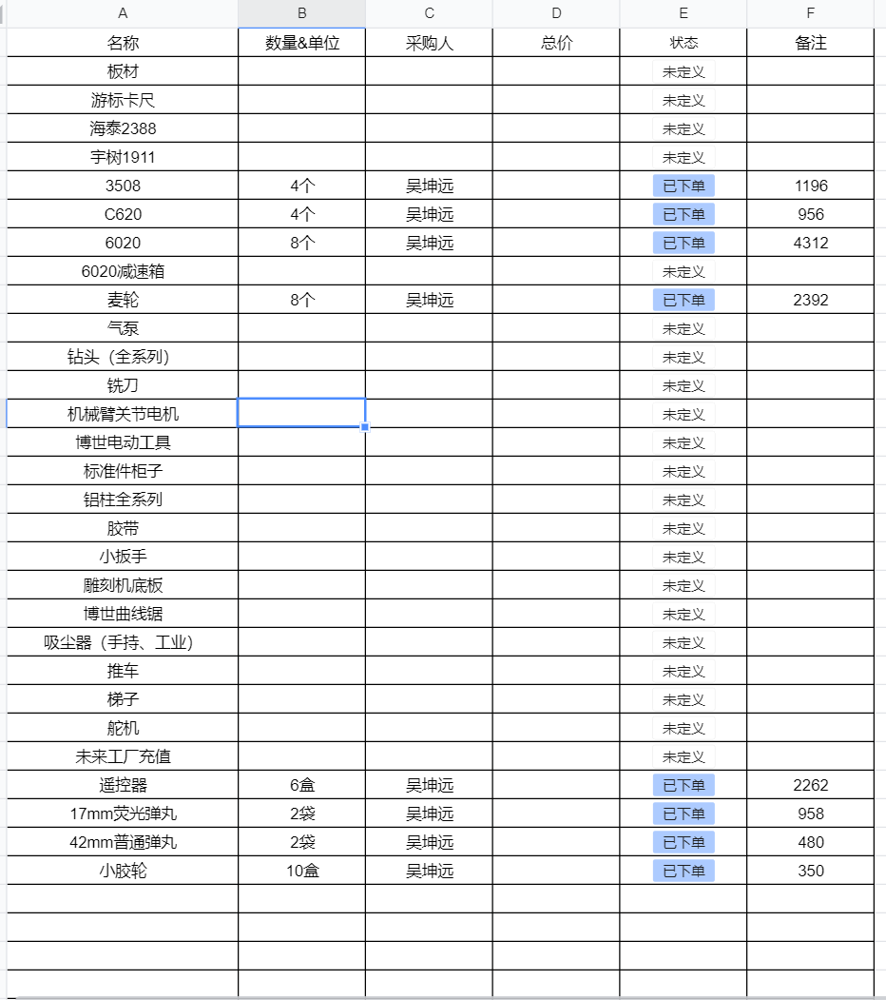 A B C D E F
名称 数量&单位 采购人 总价 状态 备注
板材 未定义
游标卡尺 未定义
海泰2388 未定义
宇树1911 未定义
3508 4个 吴坤远 已下单 1196
C620 4个 吴坤远 已下单 956
6020 8个 吴坤远 已下单 4312
6020减速箱 未定义
麦轮 8个 吴坤远 已下单 2392
气泵 未定义
钻头（全系列） 未定义
铣刀 未定义
机械臂关节电机 未定义
博世电动工具 未定义
标准件柜子 未定义
铝柱全系列 未定义
胶带 未定义
小扳手 未定义
雕刻机底板 未定义
博世曲线锯 未定义
吸尘器（手持、工业） 未定义
推车 未定义
梯子 未定义
舵机 未定义
未来工厂充值 未定义
遥控器 6盒 吴坤远 已下单 2262
17mm荧光弹丸 2袋 吴坤远 已下单 958
42mm普通弹丸 2袋 吴坤远 已下单 480
小胶轮 10盒 吴坤远 已下单 350